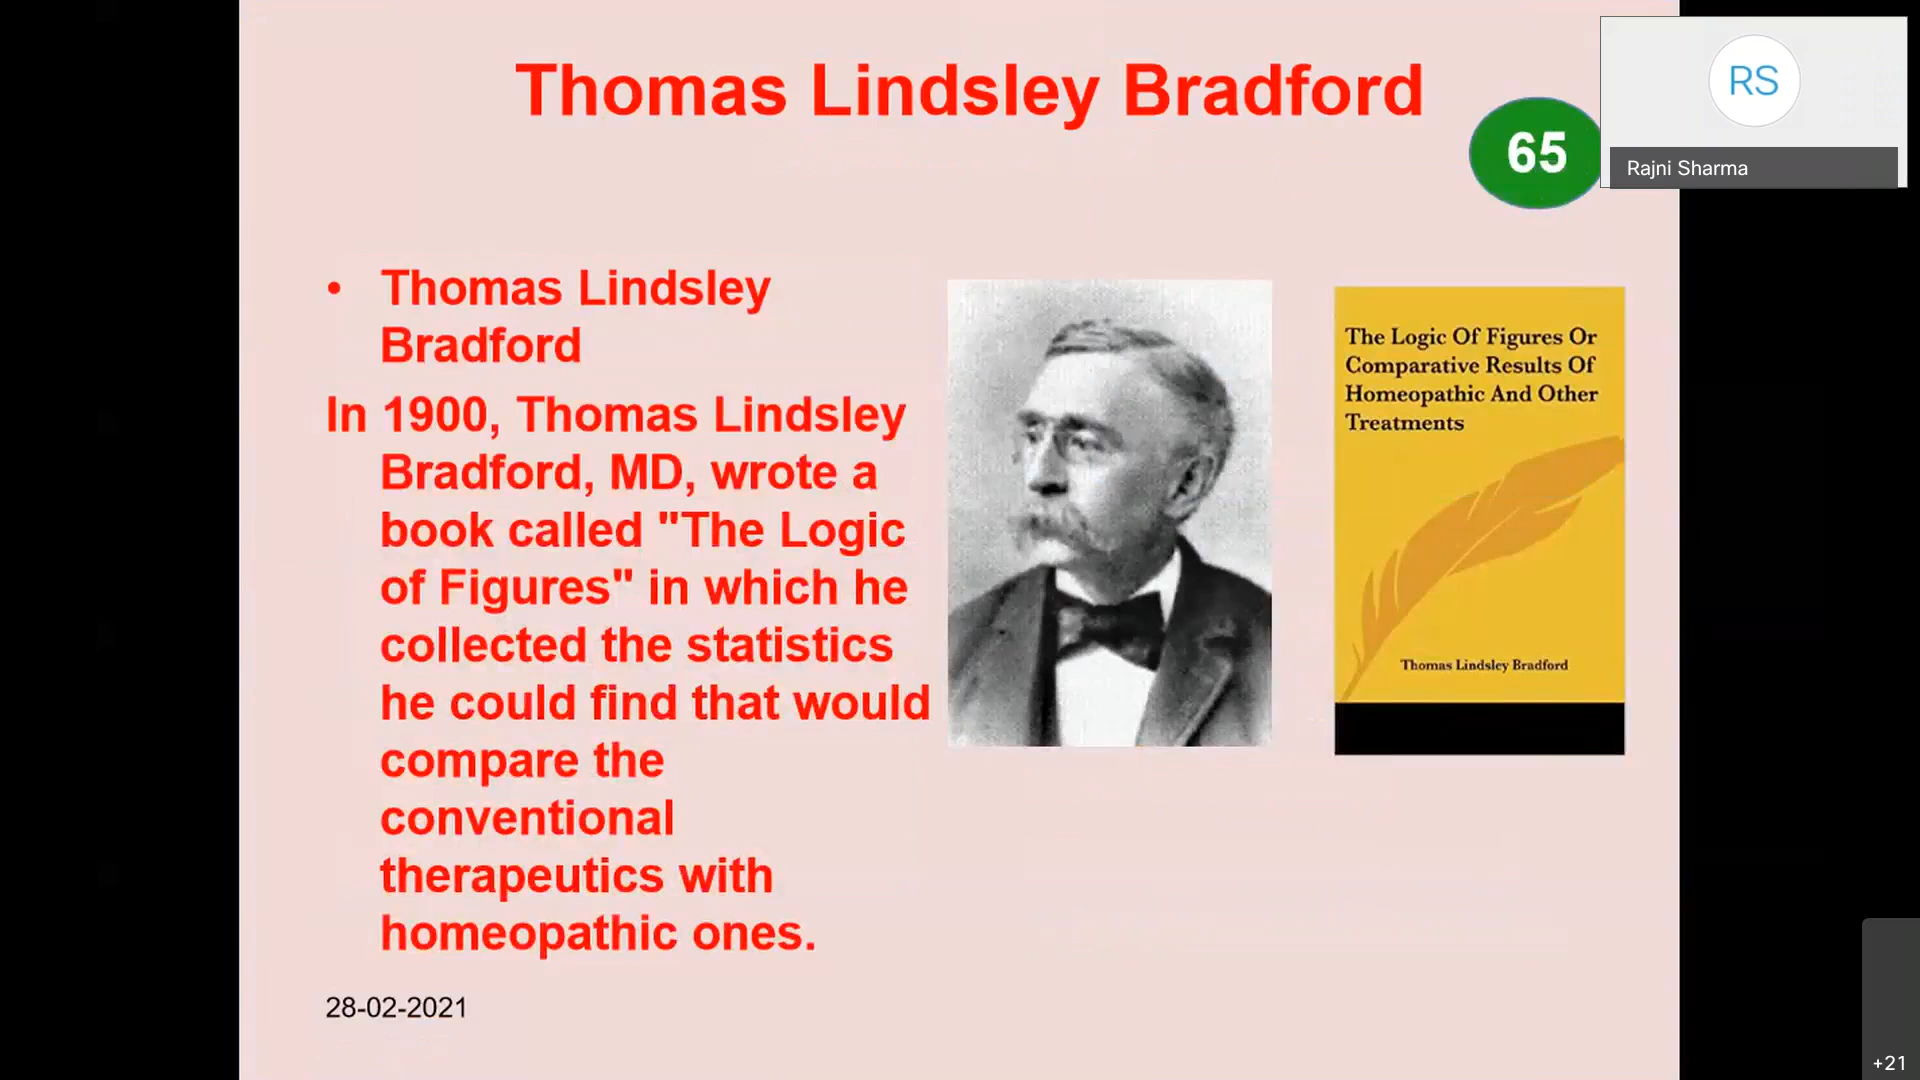 Thomas Lindsley Bradford
65
RS
Rajni Sharma
• Thomas Lindsley
Bradford
In 1900, Thomas Lindsley
Bradford, MD, wrote a
book called "The Logic
of Figures" in which he
collected the statistics
he could find that would
compare the
conventional
therapeutics with
homeopathic ones.
The Logic Of Figures Or
Comparative Results Of
Homeopathic And Other
Treatments
Thomas Lindsley Bradford
28-02-2021
+21